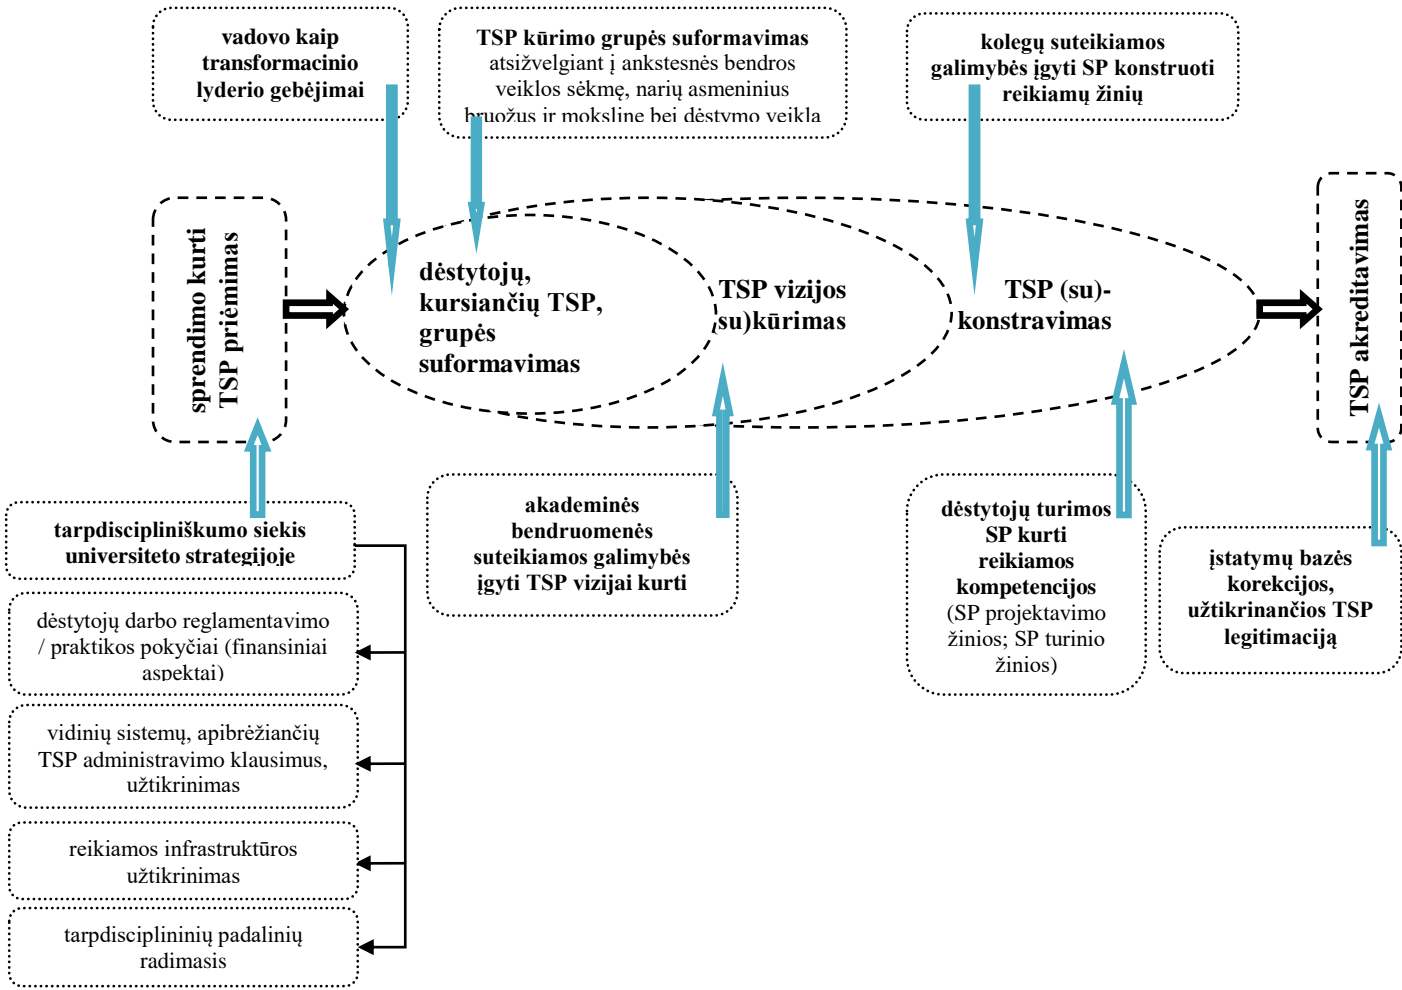 vadovo kaip
transformacinio
lyderio gebėjimai
TSP kūrimo grupės suformavimas
atsižvelgiant į ankstesnės bendros
veiklos sėkmę, narių asmeninius
bruožus ir mokslinę bei dėstymo veiklą
kolegų suteikiamos
galimybės įgyti SP konstruoti
reikiamų žinių
sprendimo kurti
TSP priėmimas
dėstytojų,
kursiančių TSP,
grupės
suformavimas
TSP vizijos
su)kūrimas
TSP (su)-
konstravimas
TSP akreditavimas
tarpdiscipliniškumo siekis
universiteto strategijoje
dėstytojų darbo reglamentavimo
/ praktikos pokyčiai (finansiniai
aspektai)
vidinių sistemų, apibrėžiančių
TSP administravimo klausimus,
užtikrinimas
reikiamos infrastruktūros
užtikrinimas
tarpdisciplininių padalinių
radimasis
akademinės
bendruomenės
suteikiamos galimybės
įgyti TSP vizijai kurti
dėstytojų turimos
SP kurti
reikiamos
kompetencijos
(SP projektavimo
žinios; SP turinio
žinios)
įstatymų bazės
korekcijos,
užtikrinančios TSP
legitimaciją